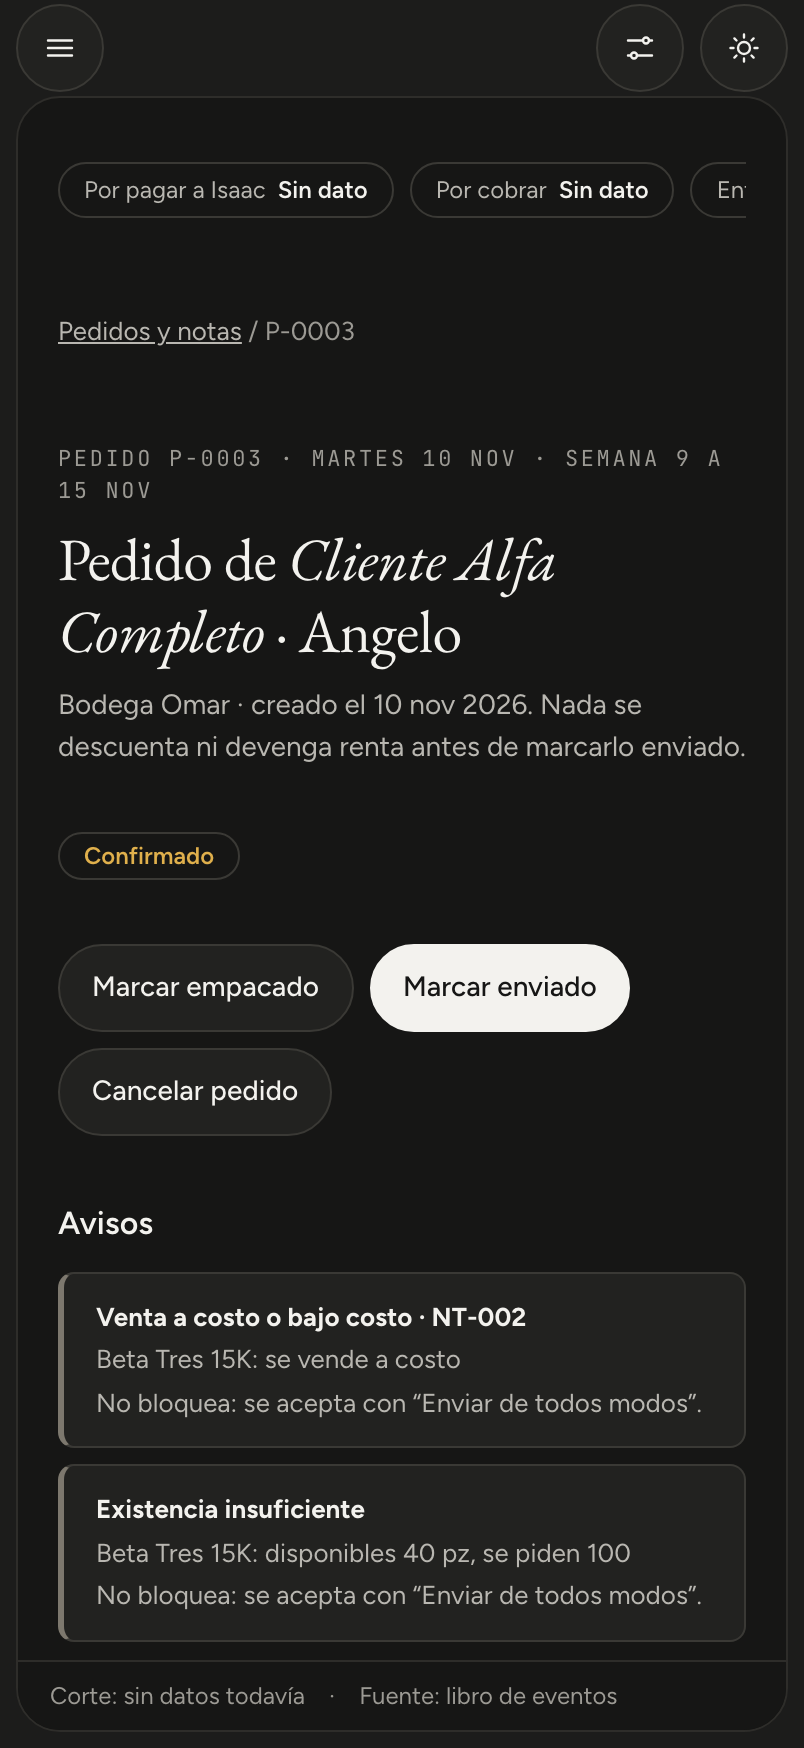 Por pagar a Isaac Sin dato
Por cobrar Sin dato
Pedidos y notas / P-0003
PEDIDO P-0003 · MARTES 10 NOV · SEMANA 9 A
15 NOV
Pedido de Cliente Alfa
Completo · Angelo
Bodega Omar · creado el 10 nov 2026. Nada se
descuenta ni devenga renta antes de marcarlo enviado.
Confirmado
Marcar empacado
Marcar enviado
Cancelar pedido
Avisos
Venta a costo o bajo costo · NT-002
Beta Tres 15K: se vende a costo
No bloquea: se acepta con “Enviar de todos modos”.
Existencia insuficiente
Beta Tres 15K: disponibles 40 pz, se piden 100
No bloquea: se acepta con “Enviar de todos modos”.
Corte: sin datos todavía · Fuente: libro de eventos